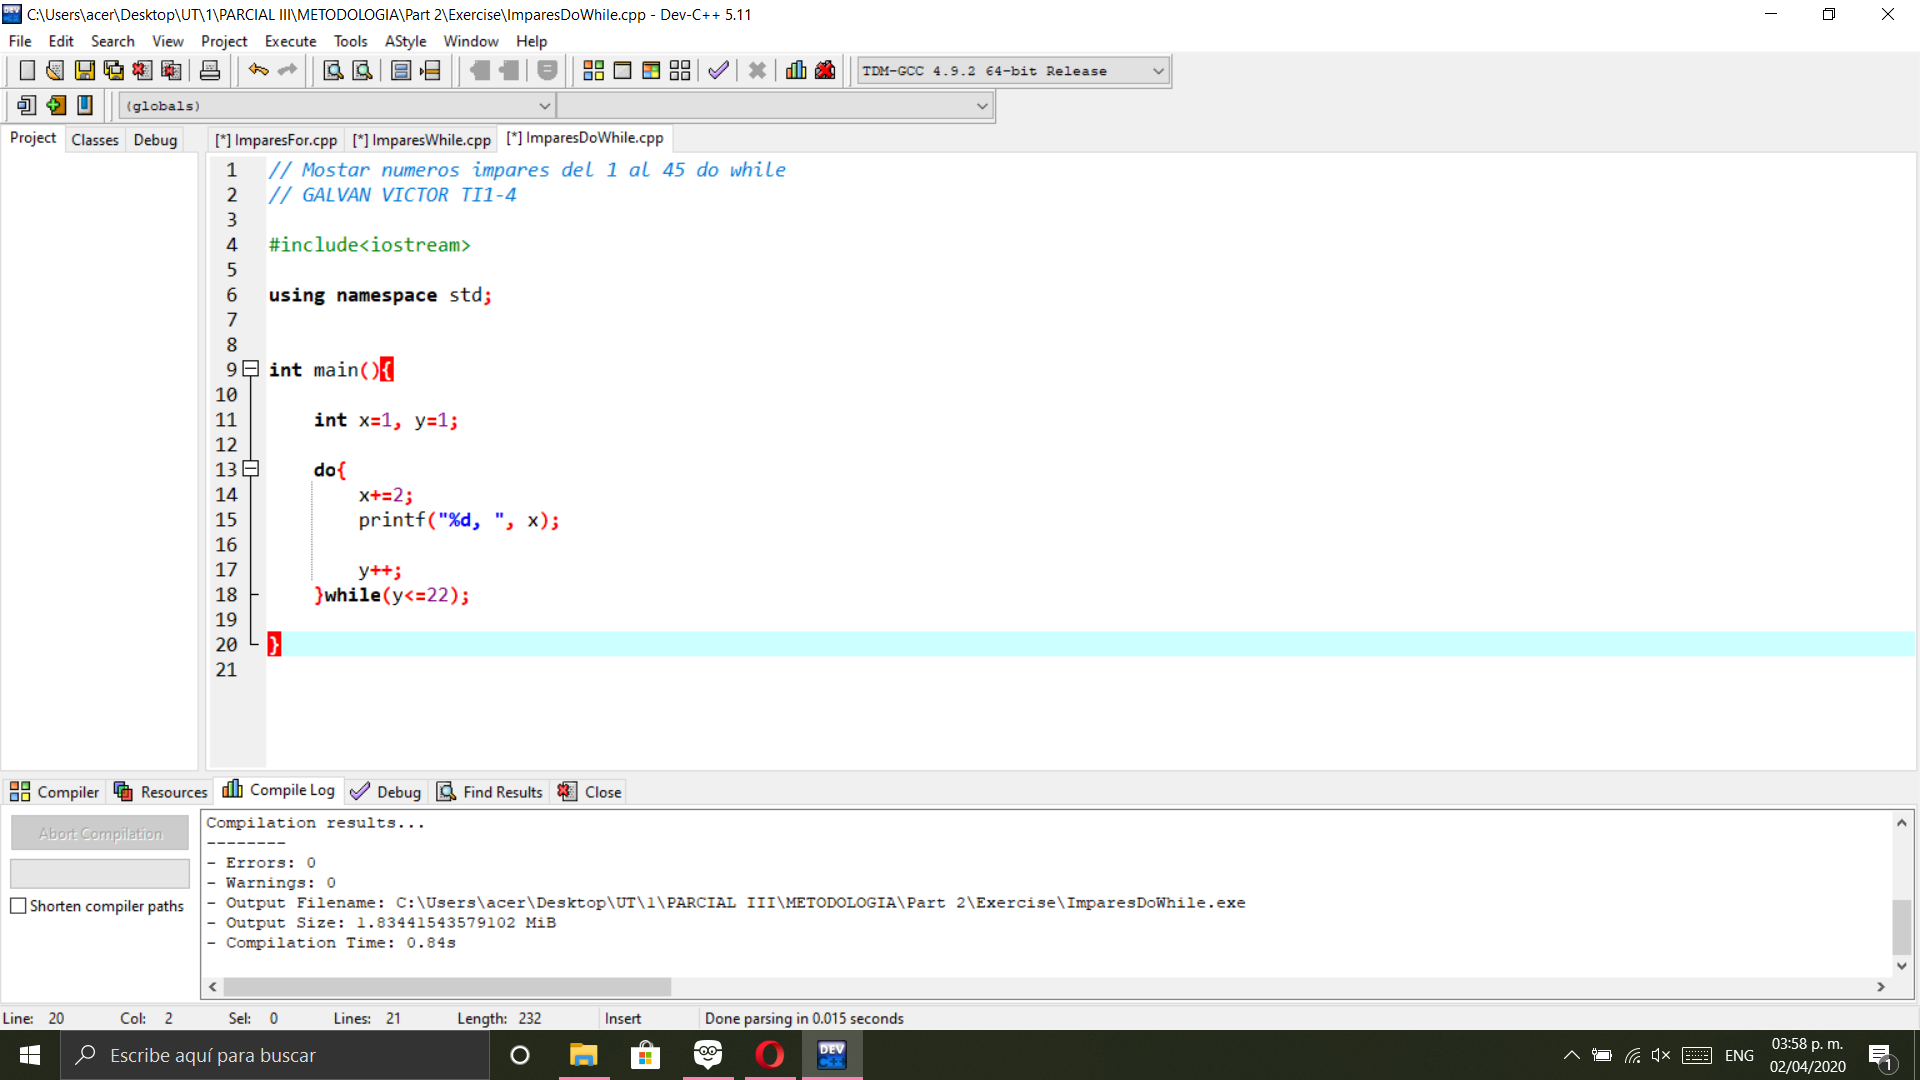 C:\Users\acer\Desktop\UT\1\PARCIAL III\METODOLOGIA\Part 2\Exercise\ImparesDoWhile.cpp - Dev-C++ 5.11
File Edit Search View Project Execute Tools AStyle Window Help
TDM-GCC 4.9.2 64-bit Release
(globals)
Project Classes Debug
[*] ImparesFor.cpp [*] ImparesWhile.cpp [*] ImparesDoWhile.cpp
1 // Mostar numeros impares del 1 al 45 do while
2 // GALVAN VICTOR TI1-4
3
4 #include<iostream>
5
6 using namespace std;
7
8
9 int main(){
10
11 int x=1, y=1;
12
13 do{
14 x+=2;
15 printf("%d, ", x);
16
17 y++;
18 }while(y<=22);
19
20 }
21
Compiler Resources Compile Log Debug Find Results Close
Abort Compilation
Shorten compiler paths
Compilation results...
--------
- Errors: 0
- Warnings: 0
- Output Filename: C:\Users\acer\Desktop\UT\1\PARCIAL III\METODOLOGIA\Part 2\Exercise\ImparesDoWhile.exe
- Output Size: 1.83441543579102 MiB
- Compilation Time: 0.84s
Line: 20 Col: 2 Sel: 0 Lines: 21 Length: 232 Insert Done parsing in 0.015 seconds
Escribe aquí para buscar
DEV C++
ENG
03:58 p. m.
02/04/2020
1